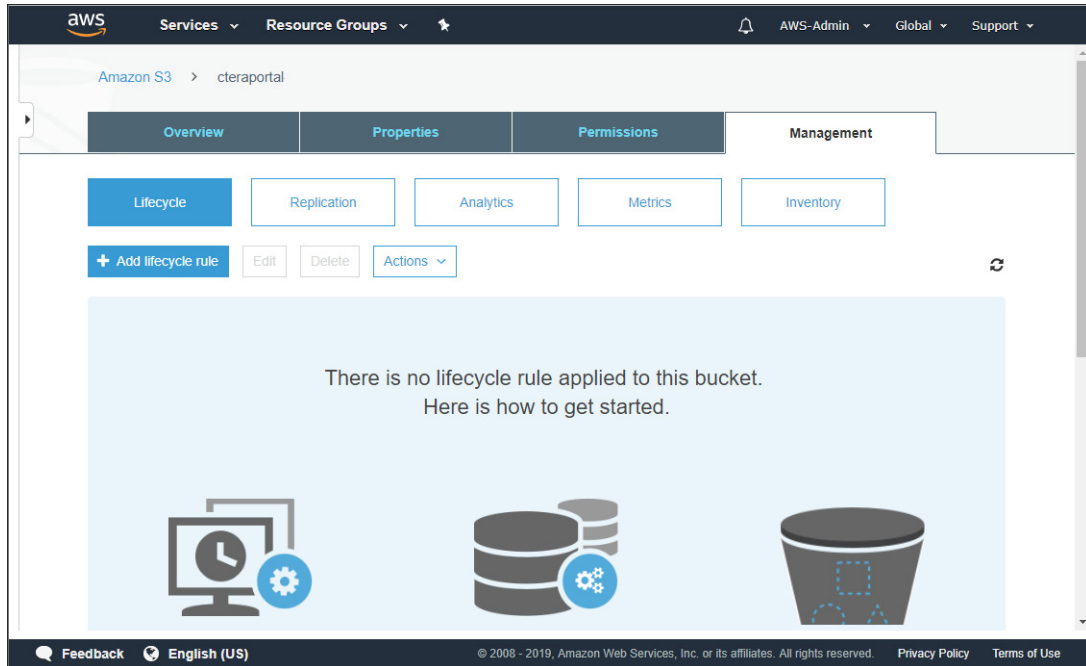 aws Services Resource Groups AWS-Admin Global Support
Amazon S3 > cteraportal
Overview Properties Permissions Management
Lifecycle Replication Analytics Metrics Inventory
+ Add lifecycle rule Edit Delete Actions
There is no lifecycle rule applied to this bucket.
Here is how to get started.
Feedback English (US) © 2008 - 2019, Amazon Web Services, Inc. or its affiliates. All rights reserved. Privacy Policy Terms of Use